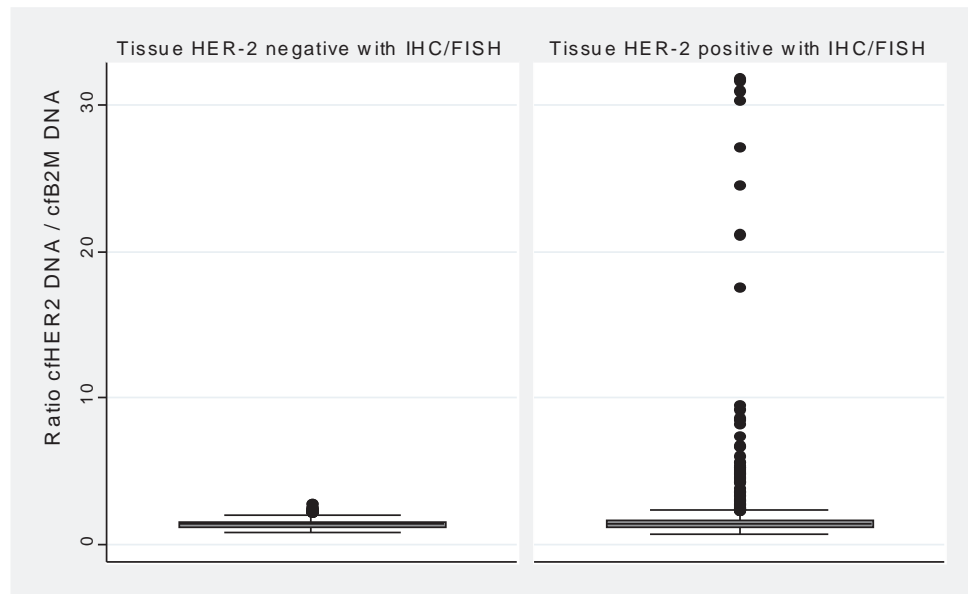 Tissue HER-2 negative with IHC/FISH
Tissue HER-2 positive with IHC/FISH
Ratio cfHER2 DNA / cfB2M DNA
30
20
10
0